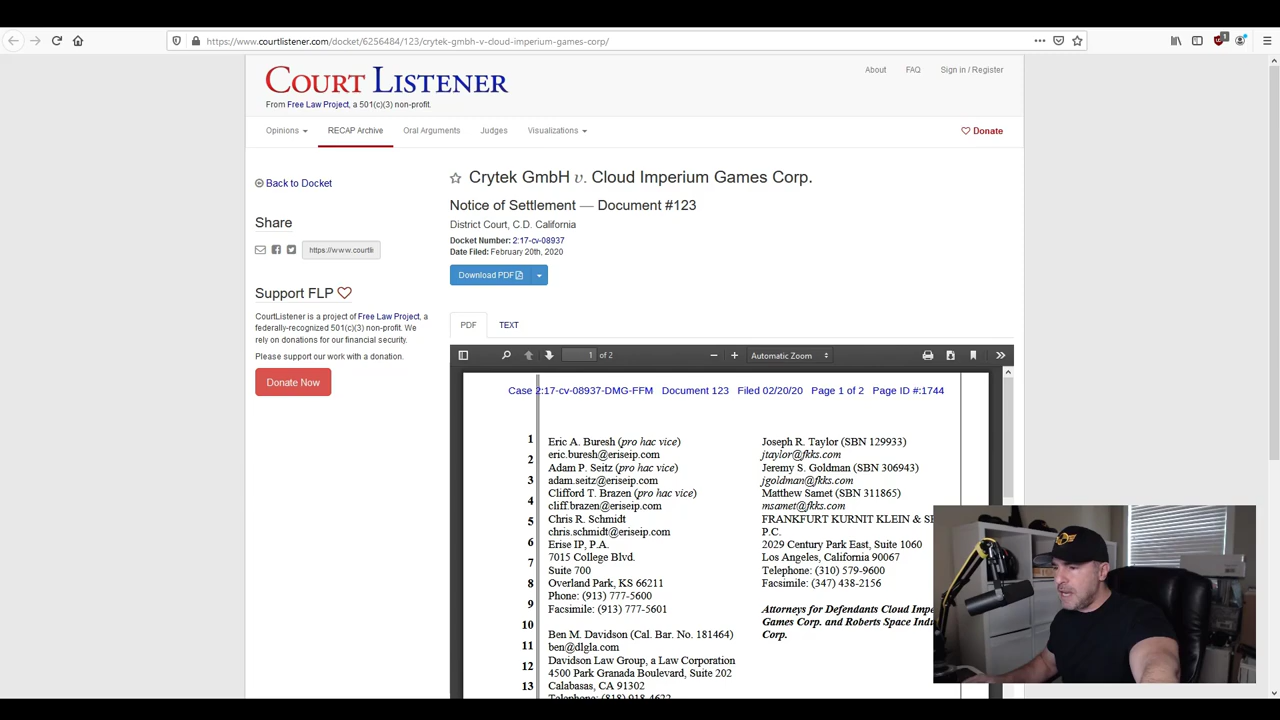 https://www.courtlistener.com/docket/6256484/123/crytek-gmbh-v-cloud-imperium-games-corp/
1
COURT LISTENER
From Free Law Project, a 501(c)(3) non-profit.
About FAQ Sign in / Register
Opinions RECAP Archive Oral Arguments Judges Visualizations Donate
Back to Docket
Share
https://www.courtli
Support FLP
CourtListener is a project of Free Law Project, a
federally-recognized 501(c)(3) non-profit. We
rely on donations for our financial security.
Please support our work with a donation.
Donate Now
Crytek GmbH v. Cloud Imperium Games Corp.
Notice of Settlement — Document #123
District Court, C.D. California
Docket Number: 2:17-cv-08937
Date Filed: February 20th, 2020
Download PDF
PDF TEXT
1 of 2 Automatic Zoom
Case 2:17-cv-08937-DMG-FFM Document 123 Filed 02/20/20 Page 1 of 2 Page ID #:1744
1
2
3
4
5
6
7
8
9
10
11
12
13
Eric A. Buresh (pro hac vice)
eric.buresh@eriseip.com
Adam P. Seitz (pro hac vice)
adam.seitz@eriseip.com
Clifford T. Brazen (pro hac vice)
cliff.brazen@eriseip.com
Chris R. Schmidt
chris.schmidt@eriseip.com
Erise IP, P.A.
7015 College Blvd.
Suite 700
Overland Park, KS 66211
Phone: (913) 777-5600
Facsimile: (913) 777-5601
Ben M. Davidson (Cal. Bar. No. 181464)
ben@dlgla.com
Davidson Law Group, a Law Corporation
4500 Park Granada Boulevard, Suite 202
Calabasas, CA 91302
Telephone: (818) 918-4622
Joseph R. Taylor (SBN 129933)
jtaylor@fkks.com
Jeremy S. Goldman (SBN 306943)
jgoldman@fkks.com
Matthew Samet (SBN 311865)
msamet@fkks.com
FRANKFURT KURNIT KLEIN & SE
P.C.
2029 Century Park East, Suite 1060
Los Angeles, California 90067
Telephone: (310) 579-9600
Facsimile: (347) 438-2156
Attorneys for Defendants Cloud Impe
Games Corp. and Roberts Space Indu
Corp.